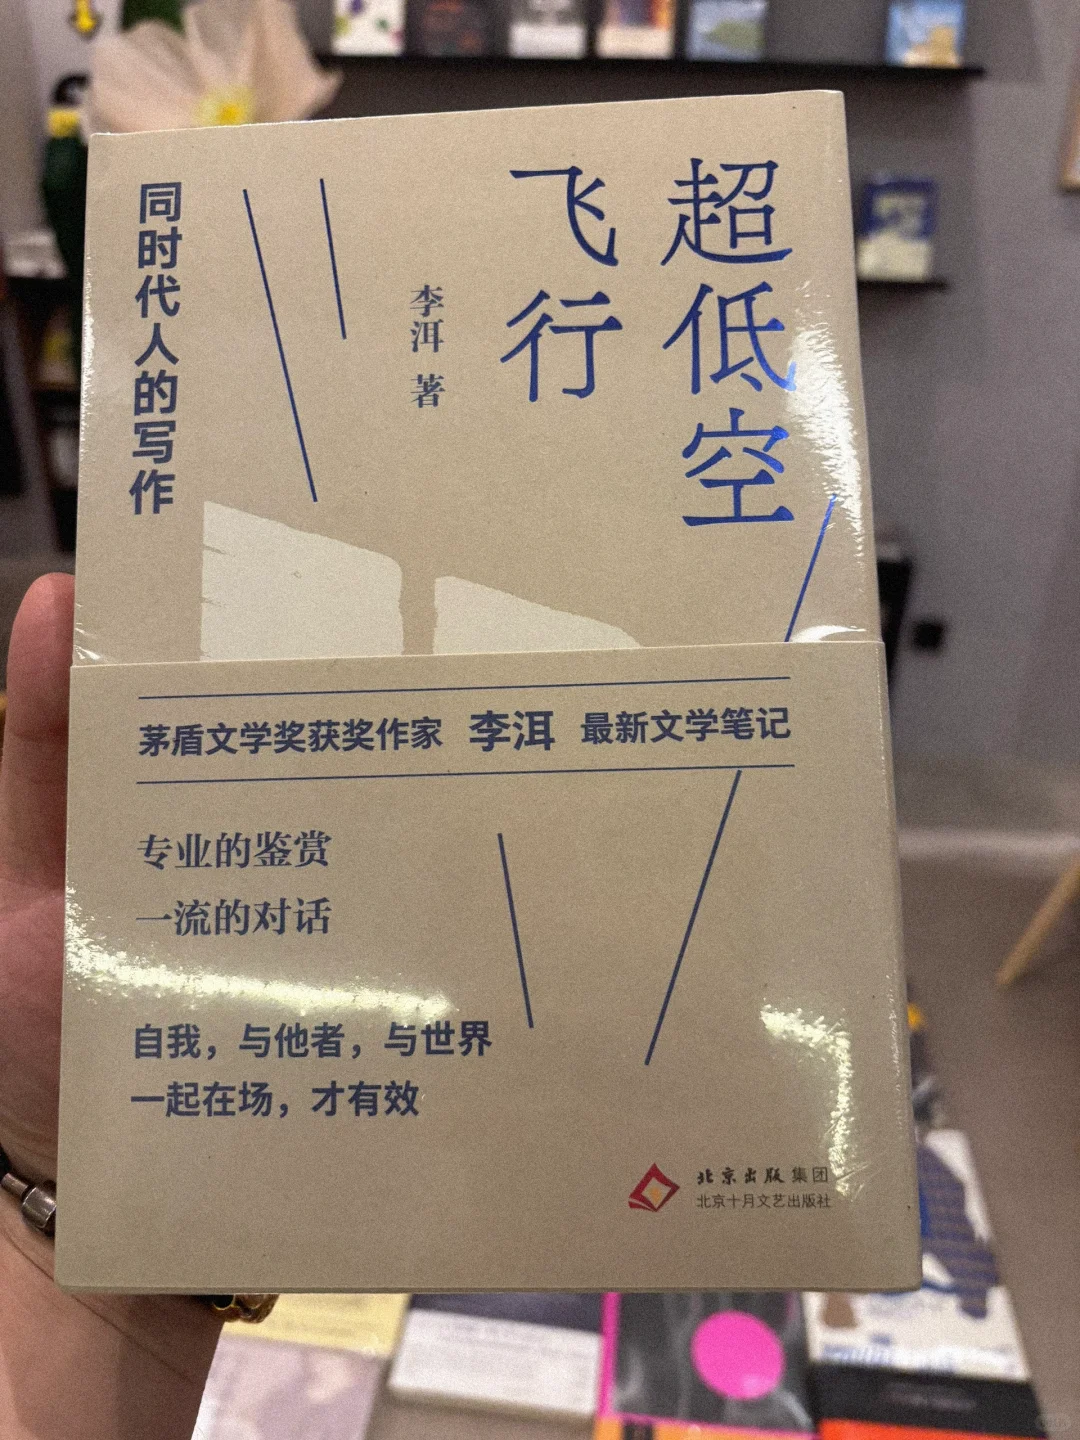 超低空
飞行
李洱 著
同时代人的写作
茅盾文学奖获奖作家 李洱 最新文学笔记
专业的鉴赏
一流的对话
自我，与他者，与世界
一起在场，才有效
北京出版集团
北京十月文艺出版社